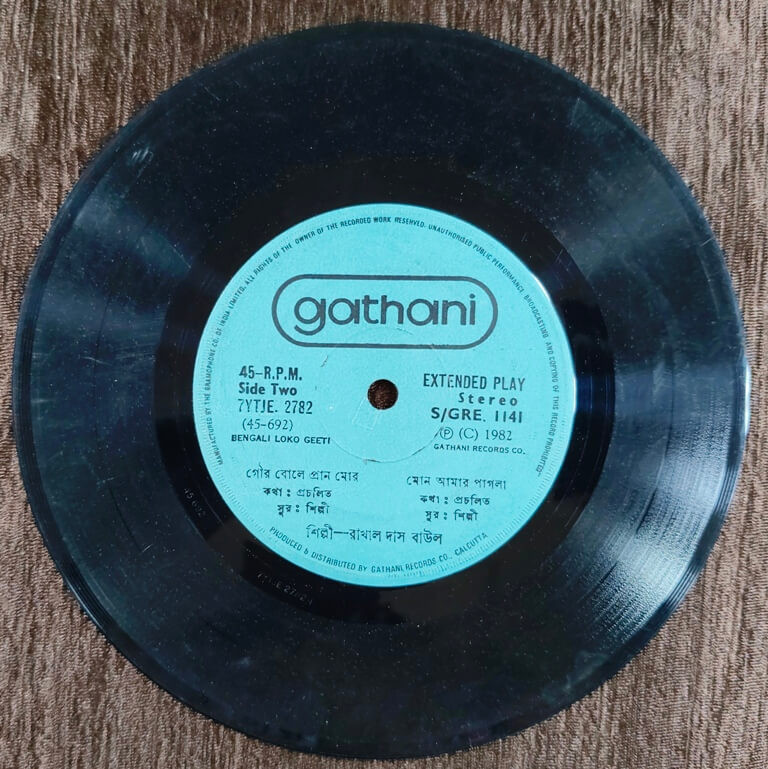 MANUFACTURED BY THE GRAMOPHONE CO. OF INDIA LIMITED, ALL RIGHTS OF THE OWNER OF THE RECORDED WORK RESERVED. UNAUTHORISED PUBLIC PERFORMANCE BROADCASTING AND COPYING OF THIS RECORD PROHIBITED
gathani
45-R.P.M.
Side Two
7YTJE. 2782
(45-692)
BENGALI LOKO GEETI
EXTENDED PLAY
Stereo
S/GRE. 1141
Ⓟ (C) 1982
GATHANI RECORDS CO.
গৌর বোলে প্রান মোর
কথা : প্রচলিত
সুর : শিল্পী
মোন আমার পাগলা
কথা : প্রচলিত
সুর : শিল্পী
শিল্পী—রাখাল দাস বাউল
PRODUCED & DISTRIBUTED BY GATHANI RECORDS CO., CALCUTTA